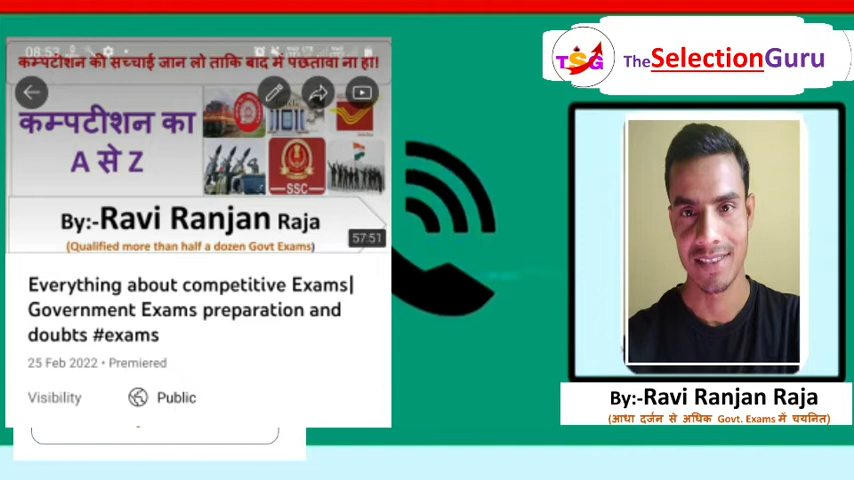 08:53
कम्पटीशन की सच्चाई जान लो ताकि बाद में पछतावा ना हो!
कम्पटीशन का
A से Z
SSC
By:-Ravi Ranjan Raja
(Qualified more than half a dozen Govt Exams)
57:51
Everything about competitive Exams|
Government Exams preparation and
doubts #exams
25 Feb 2022 • Premiered
Visibility Public
TSG
TheSelectionGuru
By:-Ravi Ranjan Raja
(आधा दर्जन से अधिक Govt. Exams में चयनित)